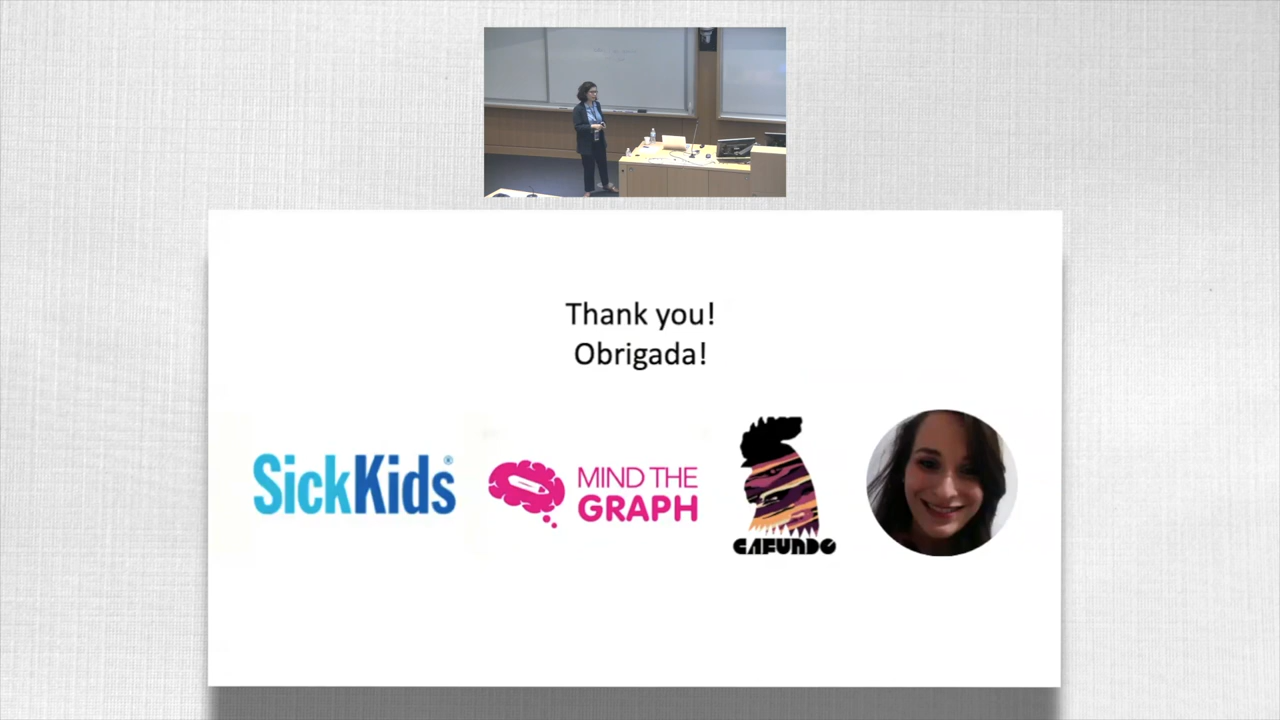 Thank you!
Obrigada!
SickKids®
MIND THE
GRAPH
CAFUNDO